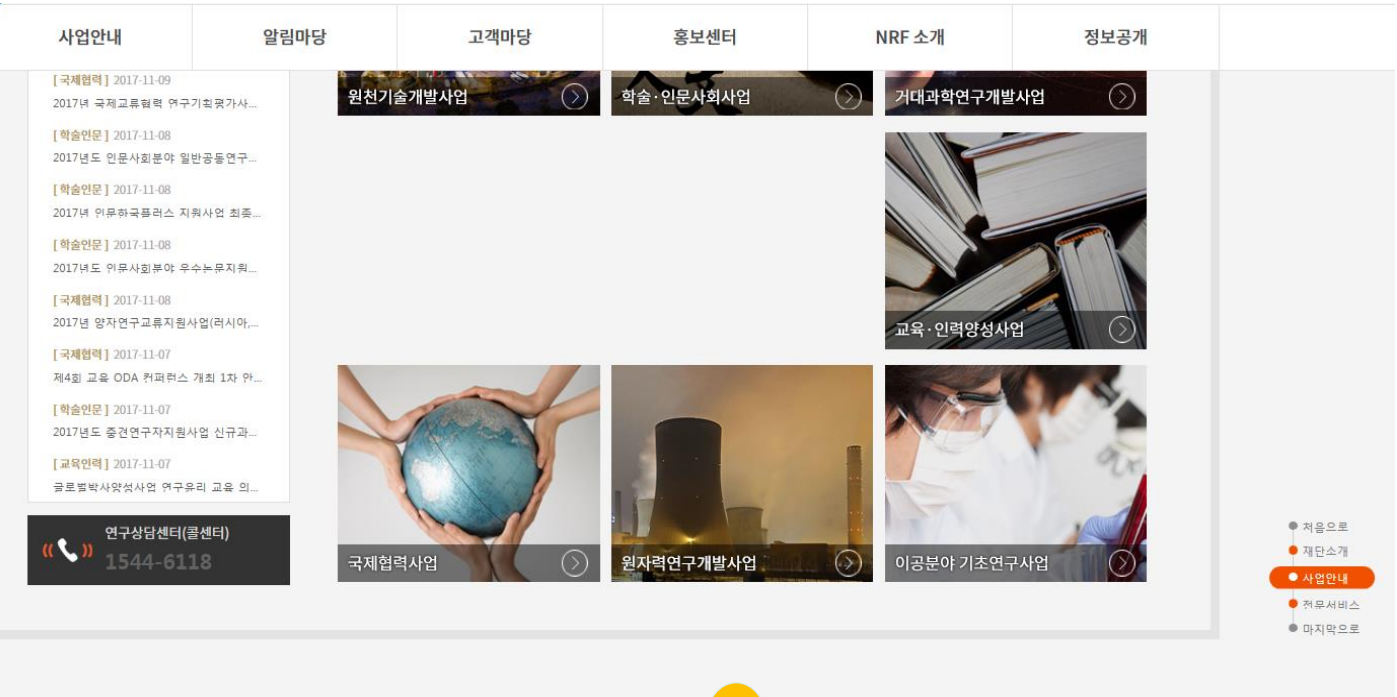 사업안내
알림마당
고객마당
홍보센터
NRF 소개
정보공개
[ 국제협력 ] 2017-11-09
2017년 국제교류협력 연구기획평가사...
[ 학술인문 ] 2017-11-08
2017년도 인문사회분야 일반공동연구...
[ 학술인문 ] 2017-11-08
2017년 인문한국플러스 지원사업 최종...
[ 학술인문 ] 2017-11-08
2017년도 인문사회분야 우수논문지원...
[ 국제협력 ] 2017-11-08
2017년 양자연구교류지원사업(러시아,...
[ 국제협력 ] 2017-11-07
제4회 교육 ODA 컨퍼런스 개최 1차 안...
[ 학술인문 ] 2017-11-07
2017년도 중견연구자지원사업 신규과...
[ 교육인력 ] 2017-11-07
글로벌박사양성사업 연구윤리 교육 의...
연구상담센터(콜센터)
1544-6118
원천기술개발사업
학술·인문사회사업
거대과학연구개발사업
교육·인력양성사업
국제협력사업
원자력연구개발사업
이공분야 기초연구사업
처음으로
재단소개
사업안내
전문서비스
마지막으로